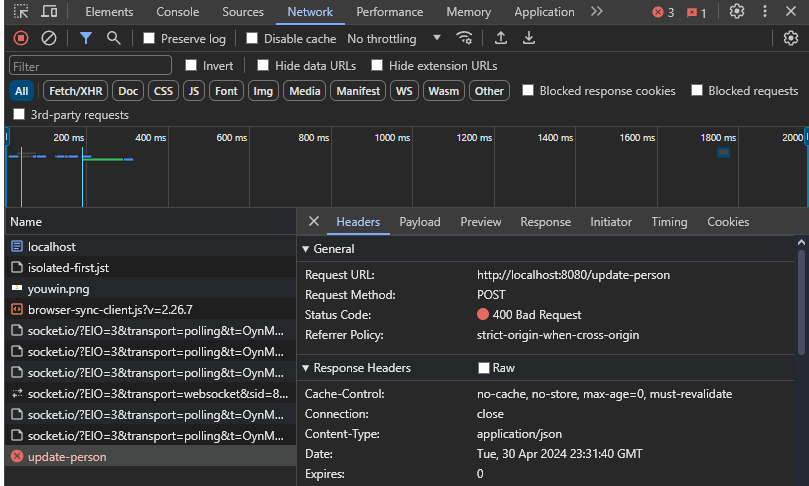 Elements Console Sources Network Performance Memory Application 3 1
Preserve log Disable cache No throttling
Filter Invert Hide data URLs Hide extension URLs
All Fetch/XHR Doc CSS JS Font Img Media Manifest WS Wasm Other Blocked response cookies Blocked requests
3rd-party requests
200 ms 400 ms 600 ms 800 ms 1000 ms 1200 ms 1400 ms 1600 ms 1800 ms 2000
Name
localhost
isolated-first.jst
youwin.png
browser-sync-client.js?v=2.26.7
socket.io/?EIO=3&transport=polling&t=OynM...
socket.io/?EIO=3&transport=polling&t=OynM...
socket.io/?EIO=3&transport=polling&t=OynM...
socket.io/?EIO=3&transport=websocket&sid=8...
socket.io/?EIO=3&transport=polling&t=OynM...
socket.io/?EIO=3&transport=polling&t=OynM...
update-person
Headers Payload Preview Response Initiator Timing Cookies
General
Request URL: http://localhost:8080/update-person
Request Method: POST
Status Code: 400 Bad Request
Referrer Policy: strict-origin-when-cross-origin
Response Headers Raw
Cache-Control: no-cache, no-store, max-age=0, must-revalidate
Connection: close
Content-Type: application/json
Date: Tue, 30 Apr 2024 23:31:40 GMT
Expires: 0